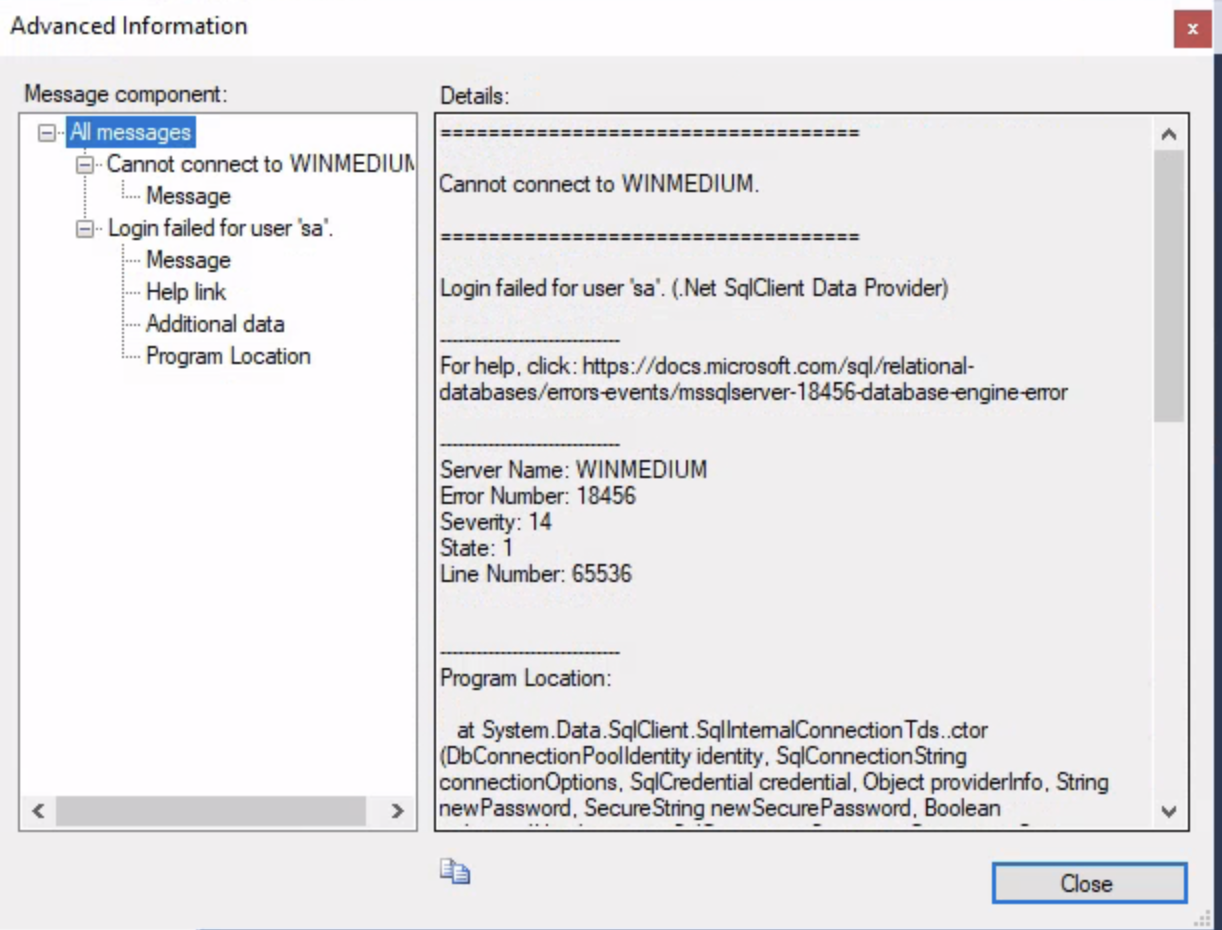 Advanced Information
x
Message component:
All messages
Cannot connect to WINMEDIUM
Message
Login failed for user 'sa'.
Message
Help link
Additional data
Program Location
Details:
===================================
Cannot connect to WINMEDIUM.
===================================
Login failed for user 'sa'. (.Net SqlClient Data Provider)
------------------------------
For help, click: https://docs.microsoft.com/sql/relational-
databases/errors-events/mssqlserver-18456-database-engine-error
------------------------------
Server Name: WINMEDIUM
Error Number: 18456
Severity: 14
State: 1
Line Number: 65536
------------------------------
Program Location:
at System.Data.SqlClient.SqlInternalConnectionTds..ctor
(DbConnectionPoolIdentity identity, SqlConnectionString
connectionOptions, SqlCredential credential, Object providerInfo, String
newPassword, SecureString newSecurePassword, Boolean
Close